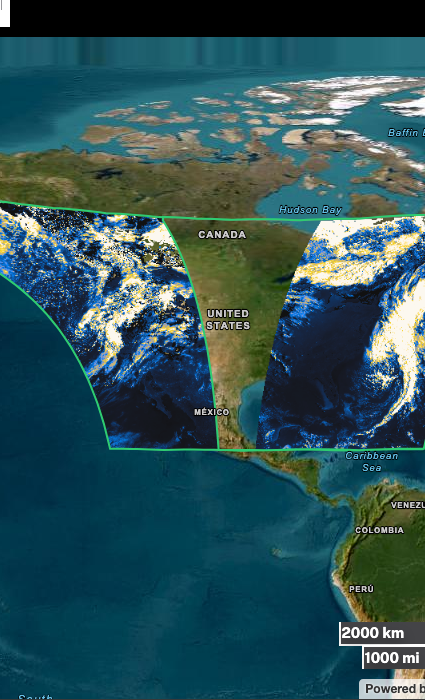 Baffin B
Hudson Bay
CANADA
UNITED
STATES
MÉXICO
Caribbean
Sea
VENEZU
COLOMBIA
PERÚ
2000 km
1000 mi
Powered b
South